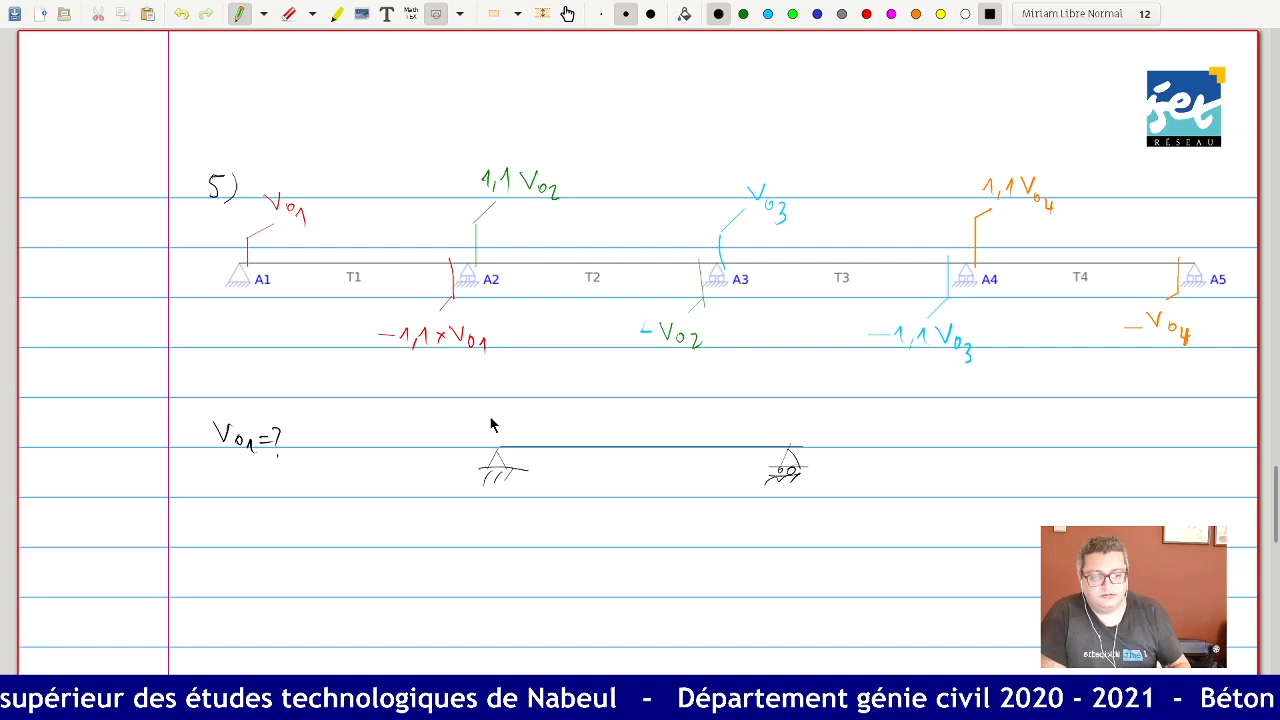 Math
TEX
Miriam Libre Normal 12
ISET
RÉSEAU
5)
V01
1,1 V02
V03
1,1 V04
A1 T1 A2 T2 A3 T3 A4 T4 A5
-1,1 × V01
- V02
-1,1 V03
- V04
V01 = ?
supérieur des études technologiques de Nabeul - Département génie civil 2020 - 2021 - Béton